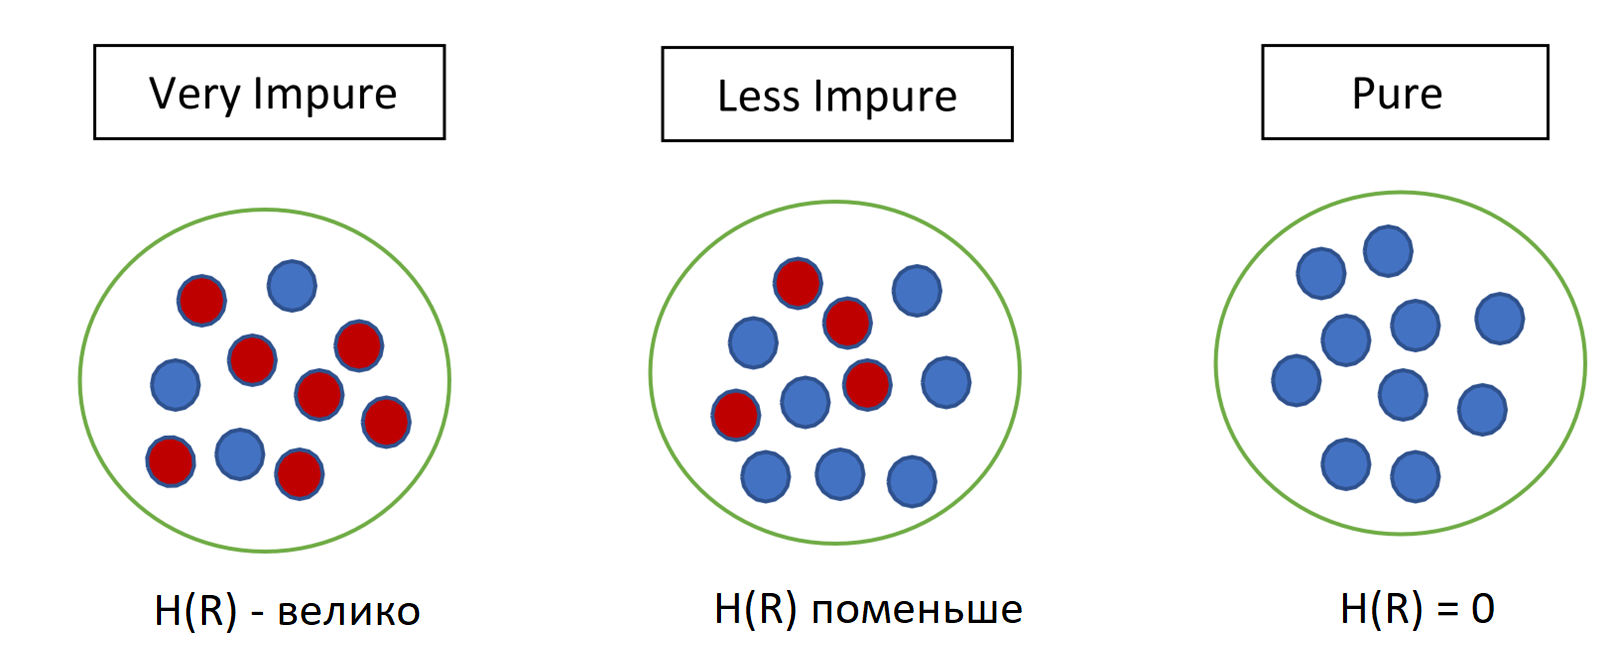 Very Impure
Less Impure
Pure
H(R) - велико
H(R) поменьше
H(R) = 0